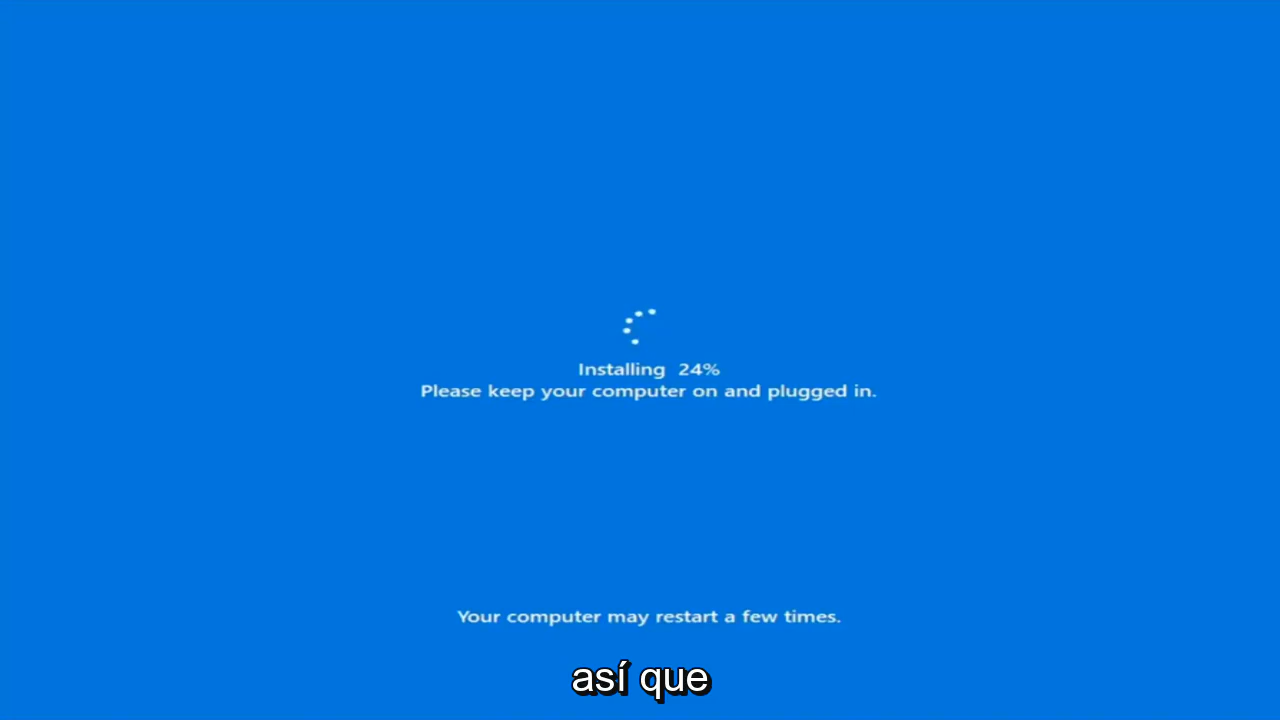 Installing 24%
Please keep your computer on and plugged in.
Your computer may restart a few times.
así que